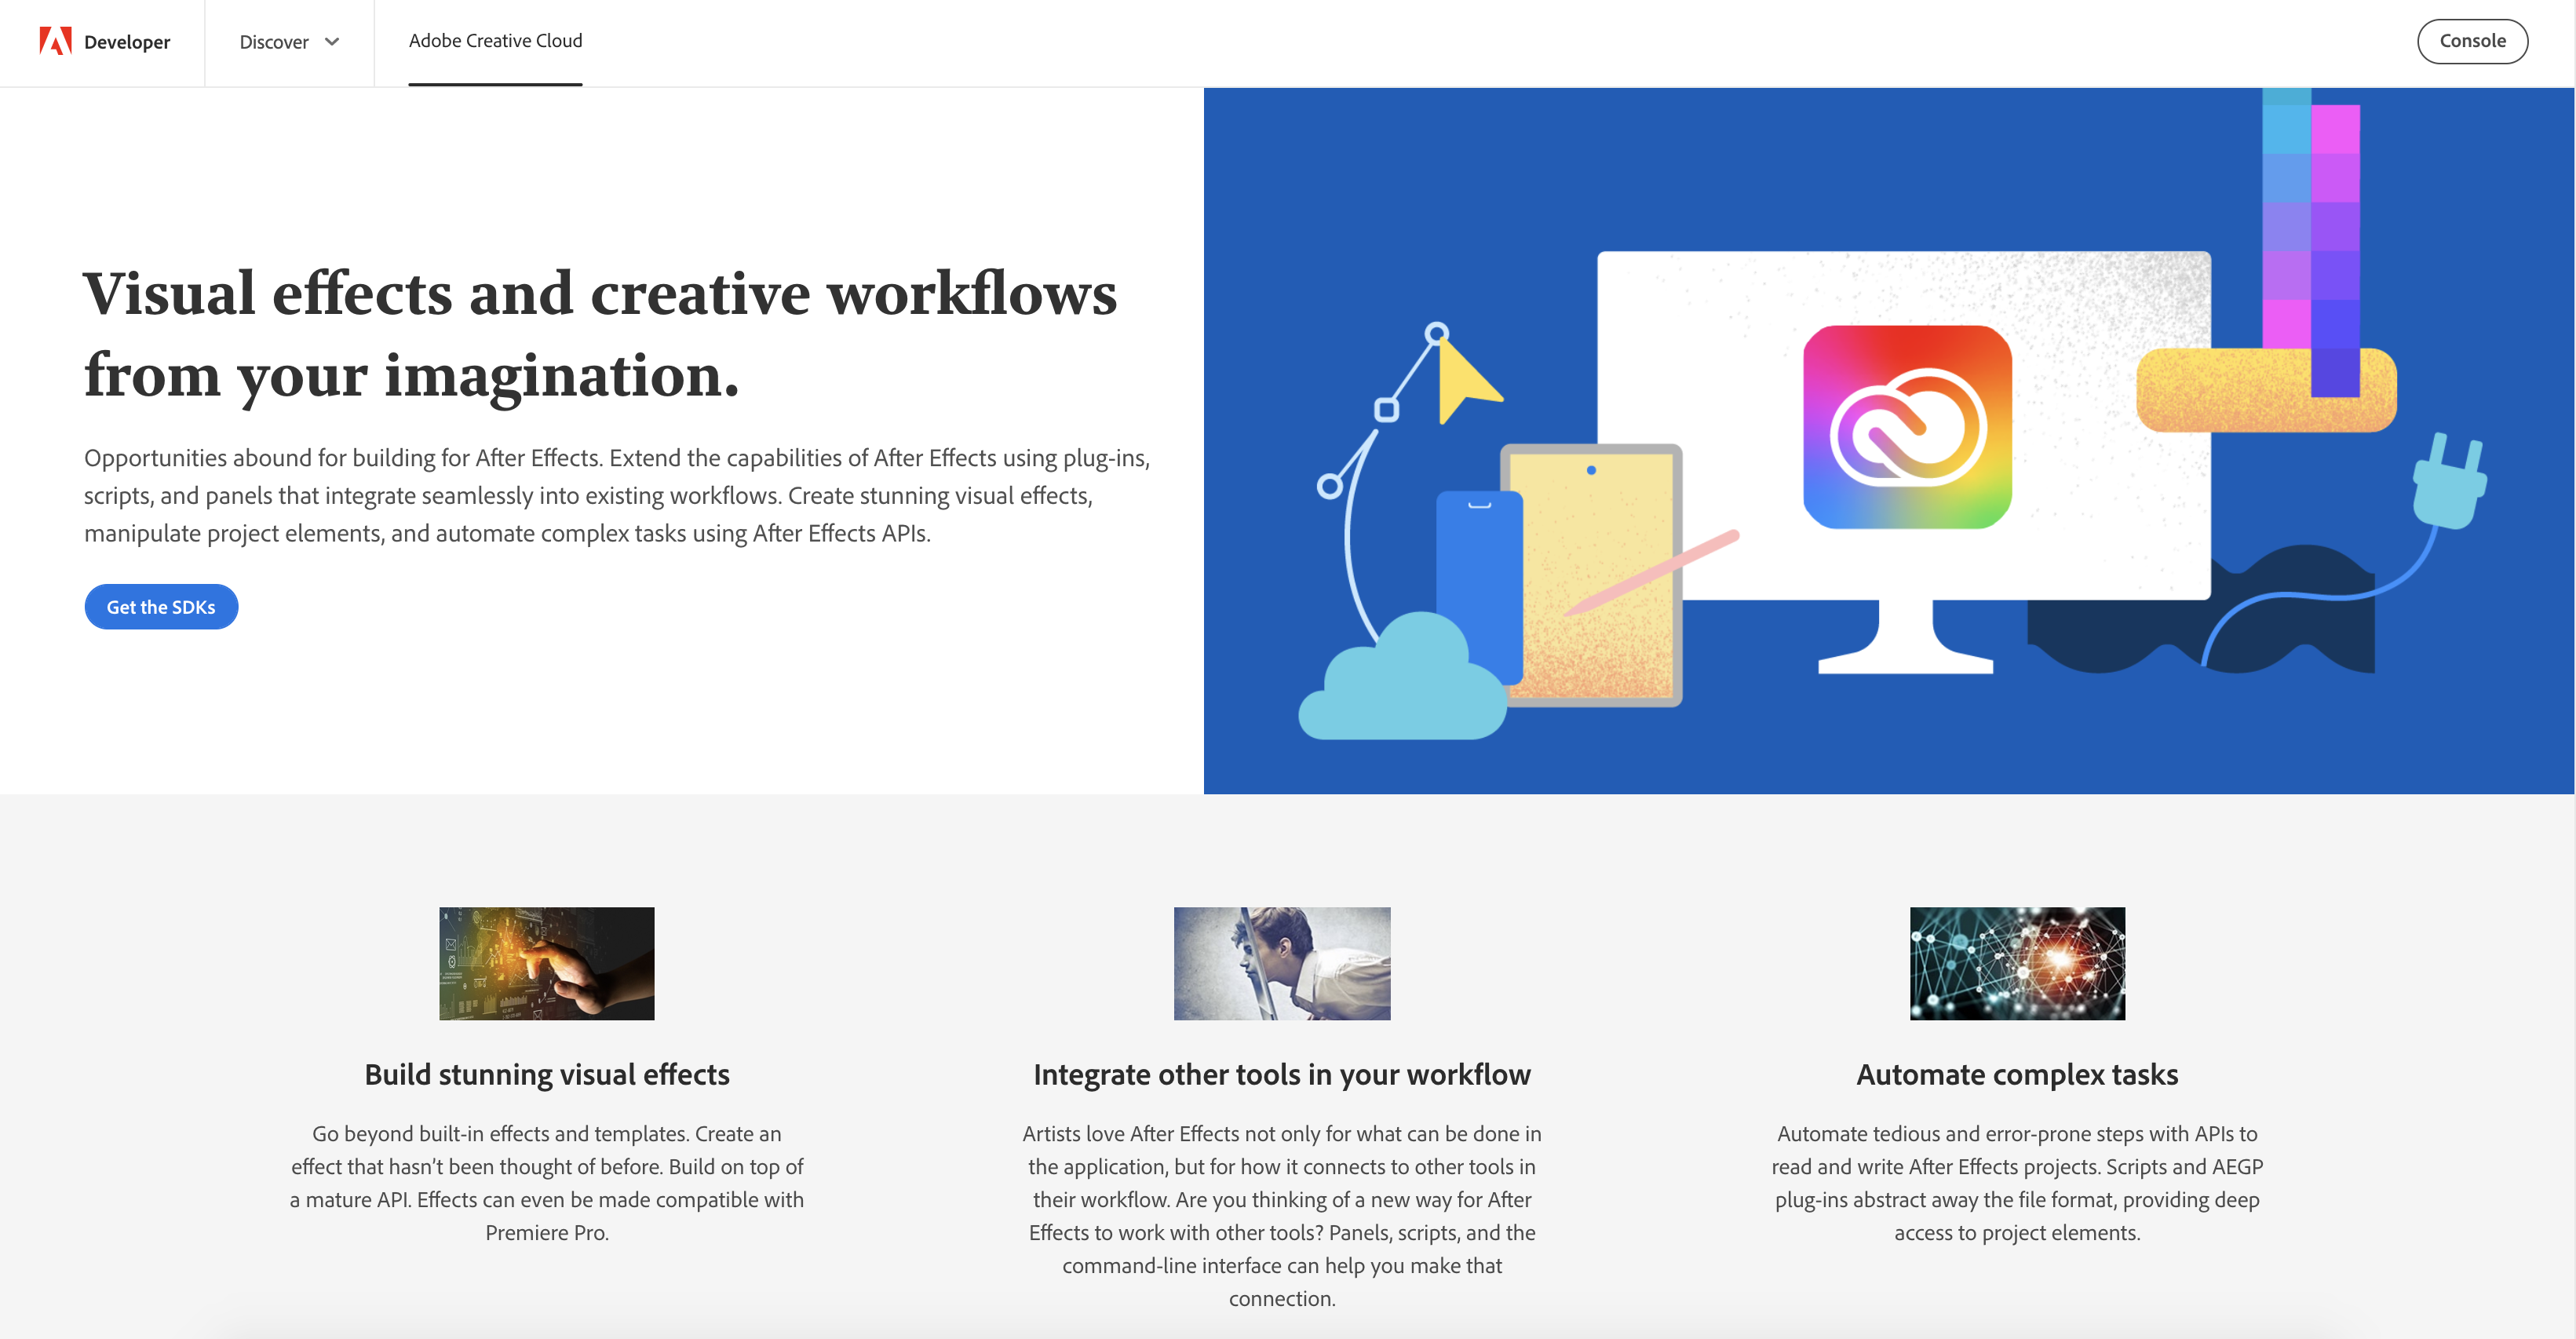 Developer
Discover
Adobe Creative Cloud
Console
Visual effects and creative workflows
from your imagination.
Opportunities abound for building for After Effects. Extend the capabilities of After Effects using plug-ins,
scripts, and panels that integrate seamlessly into existing workflows. Create stunning visual effects,
manipulate project elements, and automate complex tasks using After Effects APIs.
Get the SDKs
Build stunning visual effects
Go beyond built-in effects and templates. Create an
effect that hasn't been thought of before. Build on top of
a mature API. Effects can even be made compatible with
Premiere Pro.
Integrate other tools in your workflow
Artists love After Effects not only for what can be done in
the application, but for how it connects to other tools in
their workflow. Are you thinking of a new way for After
Effects to work with other tools? Panels, scripts, and the
command-line interface can help you make that
connection.
Automate complex tasks
Automate tedious and error-prone steps with APIs to
read and write After Effects projects. Scripts and AEGP
plug-ins abstract away the file format, providing deep
access to project elements.